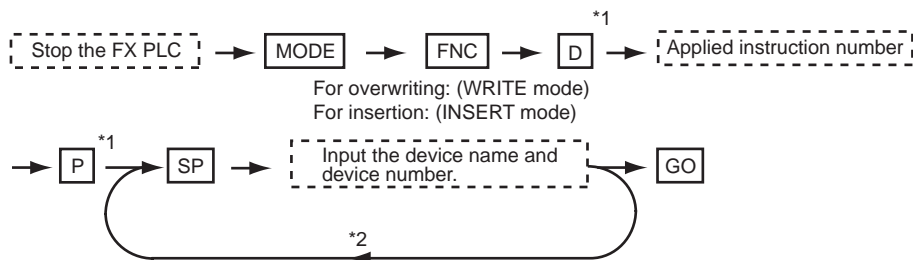 *1
Stop the FX PLC MODE FNC D Applied instruction number
For overwriting: (WRITE mode)
For insertion: (INSERT mode)
*1
P SP Input the device name and GO
device number.
*2